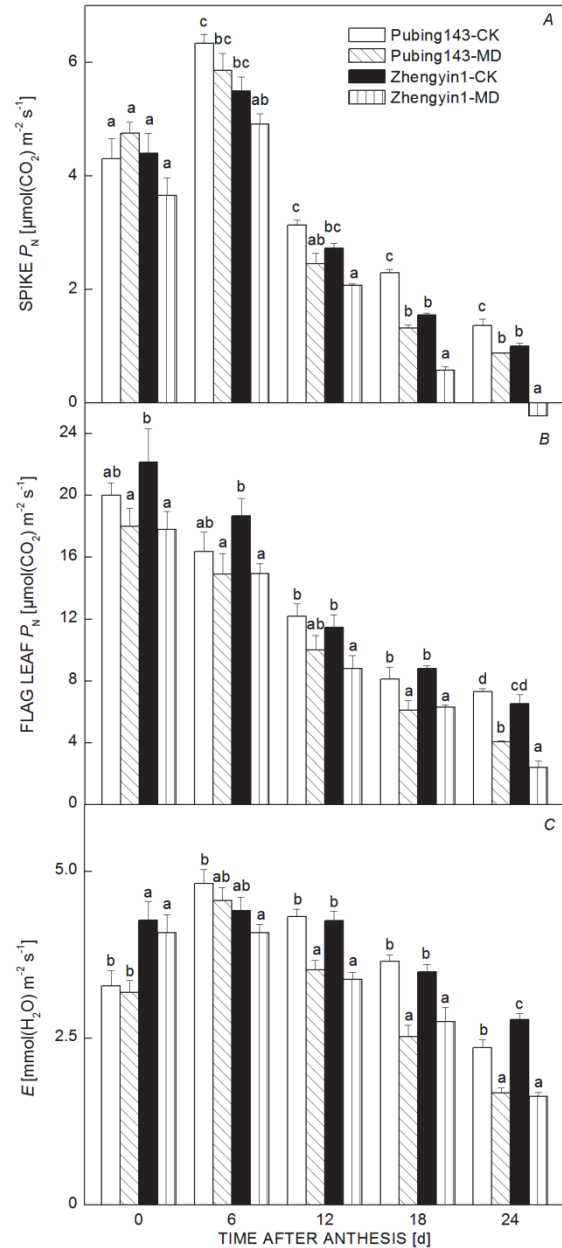 A
Pubing143-CK
Pubing143-MD
Zhengyin1-CK
Zhengyin1-MD
SPIKE P_N [µmol(CO₂) m⁻² s⁻¹]
6
4
2
0
a a a a
c bc bc ab
c ab bc a
c b b a
c b b a
B
FLAG LEAF P_N [µmol(CO₂) m⁻² s⁻¹]
24
20
16
12
8
4
0
ab a b a
ab a b a
b ab b a
b a b a
d b cd a
C
E [mmol(H₂O) m⁻² s⁻¹]
5.0
2.5
0
b b a a
b ab ab a
b a b a
b a b a
b a c a
0 6 12 18 24
TIME AFTER ANTHESIS [d]